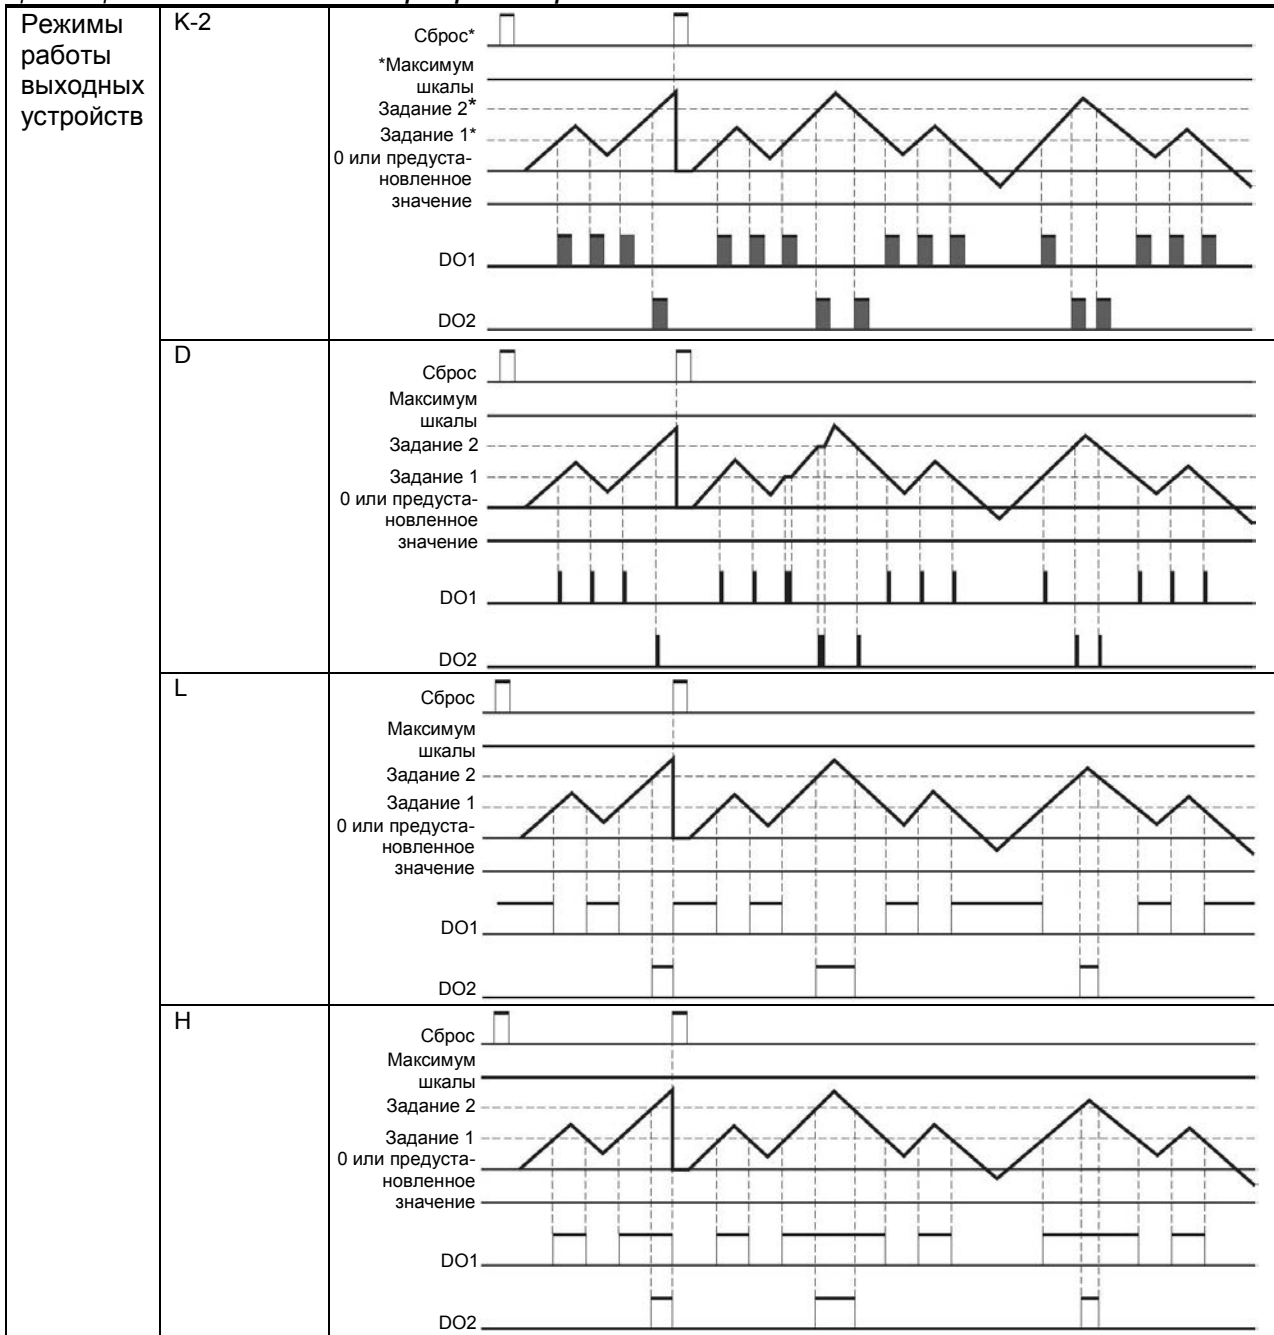 Режимы
работы
выходных
устройств
K-2
Сброс*
*Максимум
шкалы
Задание 2*
Задание 1*
0 или предуста-
новленное
значение
DO1
DO2
D
Сброс
Максимум
шкалы
Задание 2
Задание 1
0 или предуста-
новленное
значение
DO1
DO2
L
Сброс
Максимум
шкалы
Задание 2
Задание 1
0 или предуста-
новленное
значение
DO1
DO2
H
Сброс
Максимум
шкалы
Задание 2
Задание 1
0 или предуста-
новленное
значение
DO1
DO2